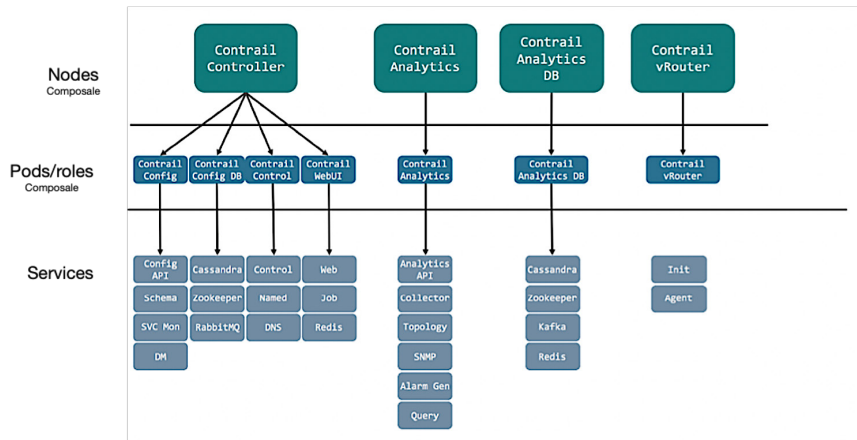 Nodes
Composale
Contrail
Controller
Contrail
Analytics
Contrail
Analytics
DB
Contrail
vRouter
Pods/roles
Composale
Contrail
Config
Contrail
Config DB
Contrail
Control
Contrail
WebUI
Contrail
Analytics
Contrail
Analytics DB
Contrail
vRouter
Services
Config
API
Schema
SVC Mon
DM
Cassandra
Zookeeper
RabbitMQ
Control
Named
DNS
Web
Job
Redis
Analytics
API
Collector
Topology
SNMP
Alarm Gen
Query
Cassandra
Zookeeper
Kafka
Redis
Init
Agent